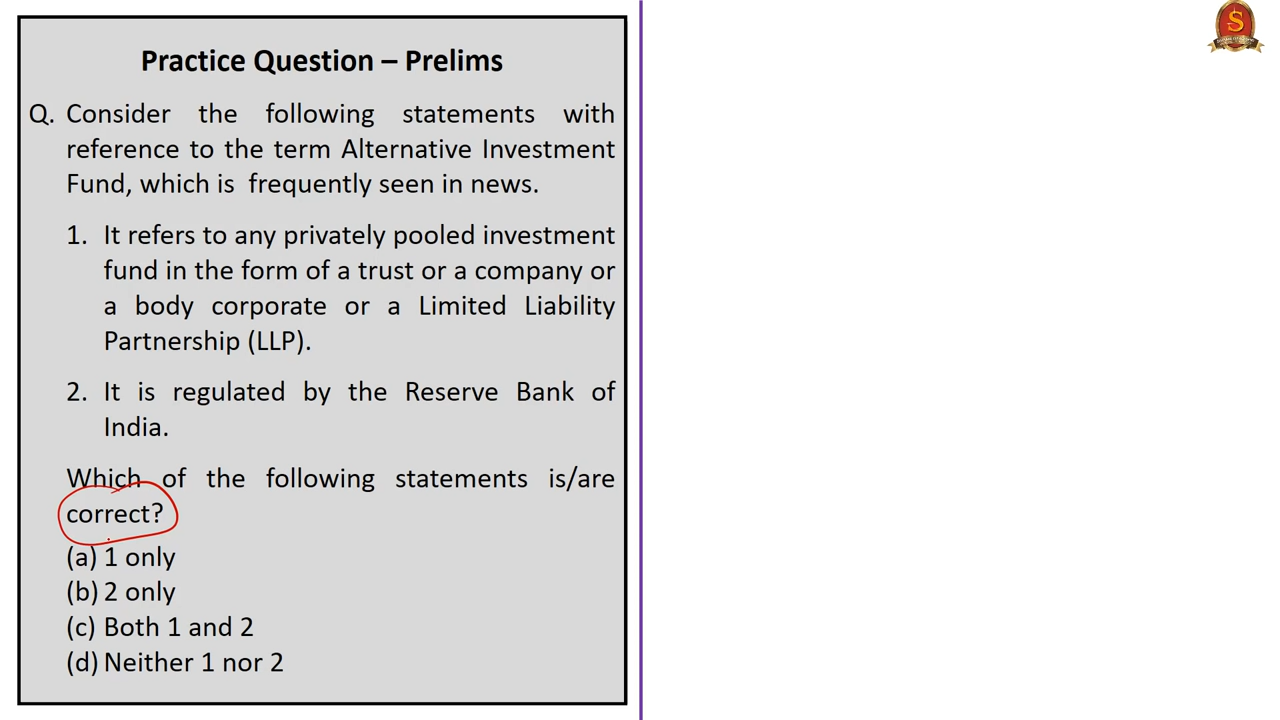 Practice Question – Prelims
Q. Consider the following statements with
reference to the term Alternative Investment
Fund, which is frequently seen in news.
1. It refers to any privately pooled investment
fund in the form of a trust or a company or
a body corporate or a Limited Liability
Partnership (LLP).
2. It is regulated by the Reserve Bank of
India.
Which of the following statements is/are
correct?
(a) 1 only
(b) 2 only
(c) Both 1 and 2
(d) Neither 1 nor 2
S